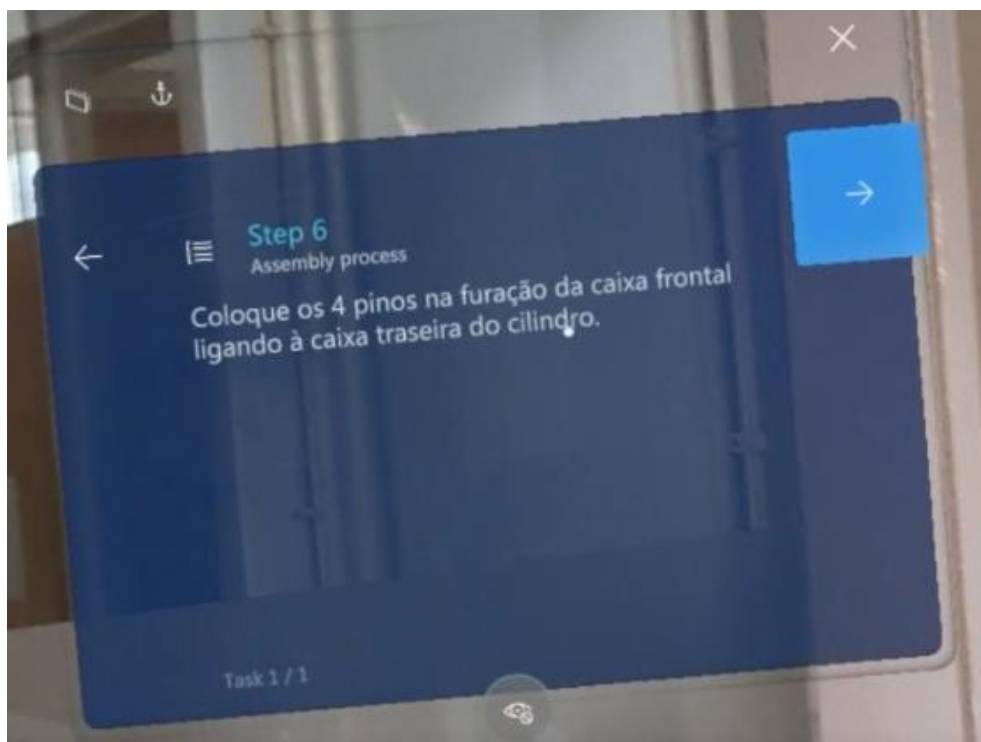 Step 6
Assembly process
Coloque os 4 pinos na furação da caixa frontal
ligando à caixa traseira do cilindro.
Task 1 / 1